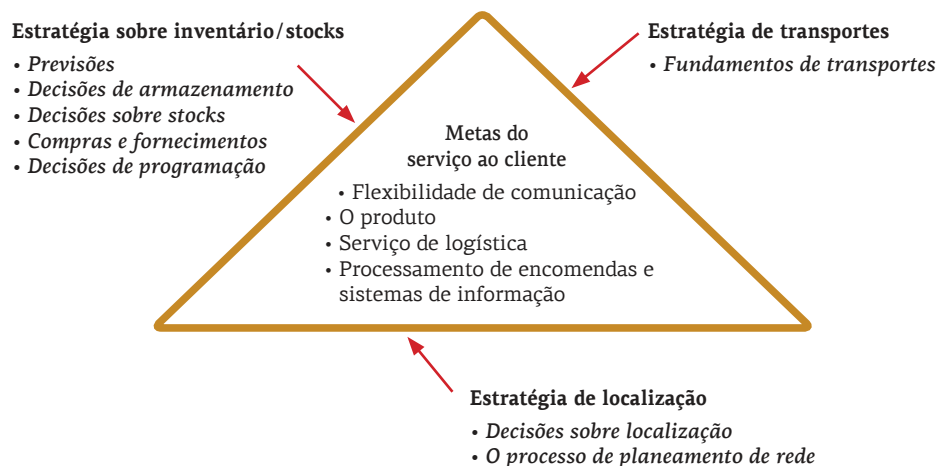 Estratégia sobre inventário/stocks
• Previsões
• Decisões de armazenamento
• Decisões sobre stocks
• Compras e fornecimentos
• Decisões de programação
Estratégia de transportes
• Fundamentos de transportes
Metas do
serviço ao cliente
• Flexibilidade de comunicação
• O produto
• Serviço de logística
• Processamento de encomendas e
sistemas de informação
Estratégia de localização
• Decisões sobre localização
• O processo de planeamento de rede